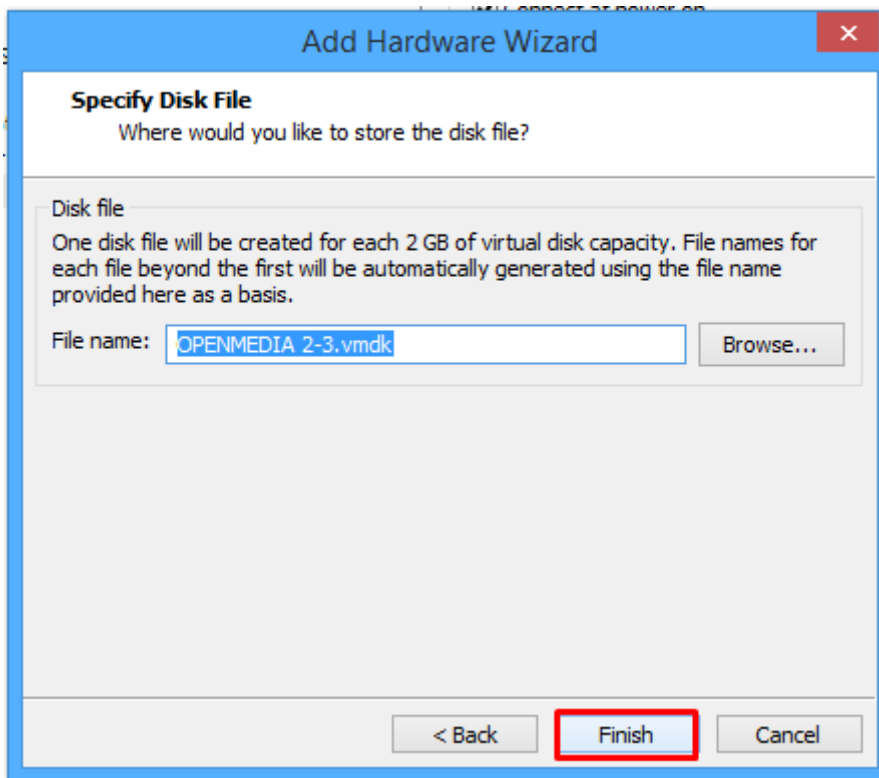 Add Hardware Wizard
Specify Disk File
Where would you like to store the disk file?
Disk file
One disk file will be created for each 2 GB of virtual disk capacity. File names for
each file beyond the first will be automatically generated using the file name
provided here as a basis.
File name: OPENMEDIA 2-3.vmdk Browse...
< Back Finish Cancel